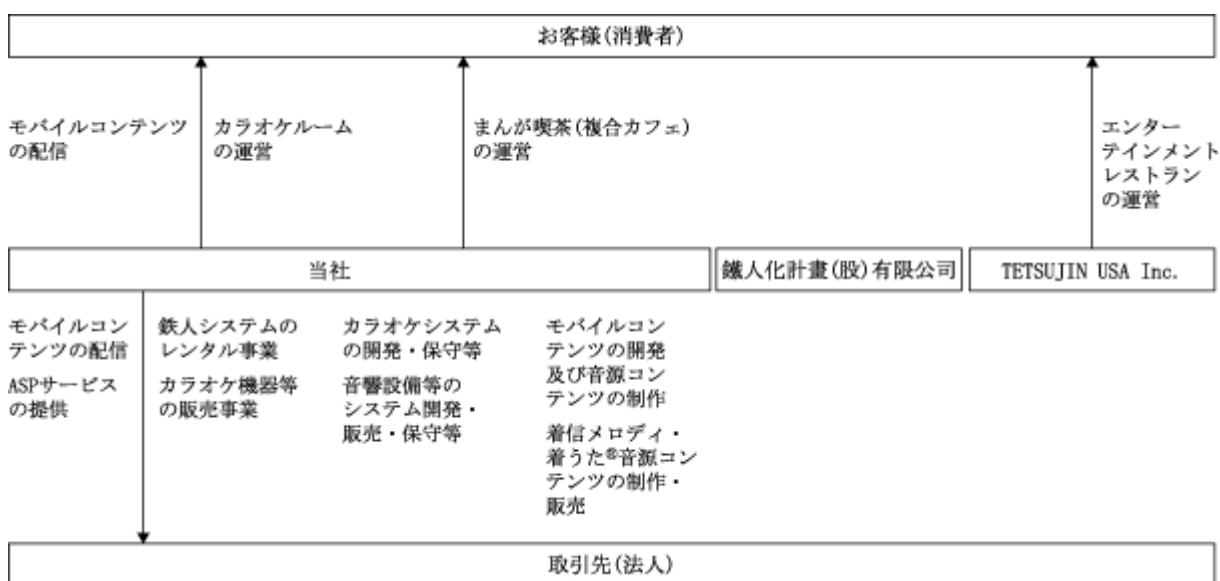 お客様(消費者)
モバイルコンテンツ
の配信
カラオケルーム
の運営
まんが喫茶(複合カフェ)
の運営
エンター
テインメント
レストラン
の運営
当社
鐵人化計畫(股)有限公司
TETSUJIN USA Inc.
モバイルコン
テンツの配信
ASPサービス
の提供
鉄人システムの
レンタル事業
カラオケ機器等
の販売事業
カラオケシステム
の開発・保守等
音響設備等の
システム開発・
販売・保守等
モバイルコン
テンツの開発
及び音源コン
テンツの制作
着信メロディ・
着うた®音源コン
テンツの制作・
販売
取引先(法人)